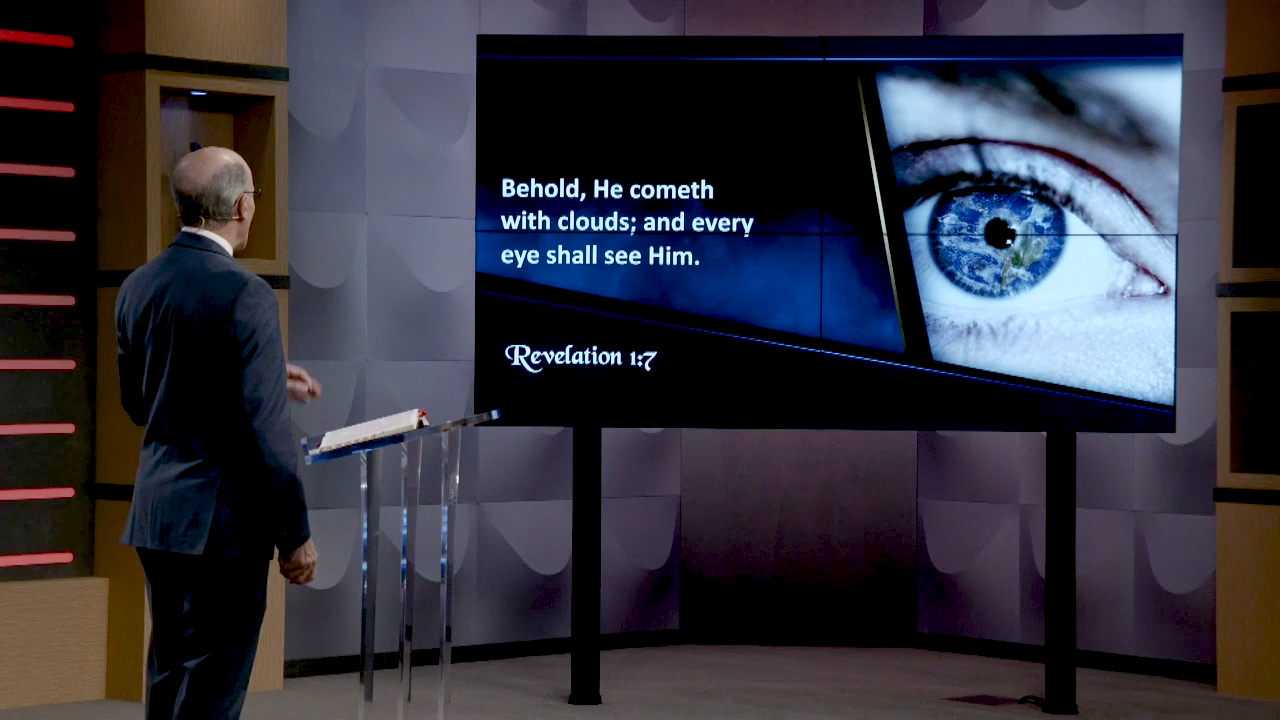 Behold, He cometh
with clouds; and every
eye shall see Him.
Revelation 1:7